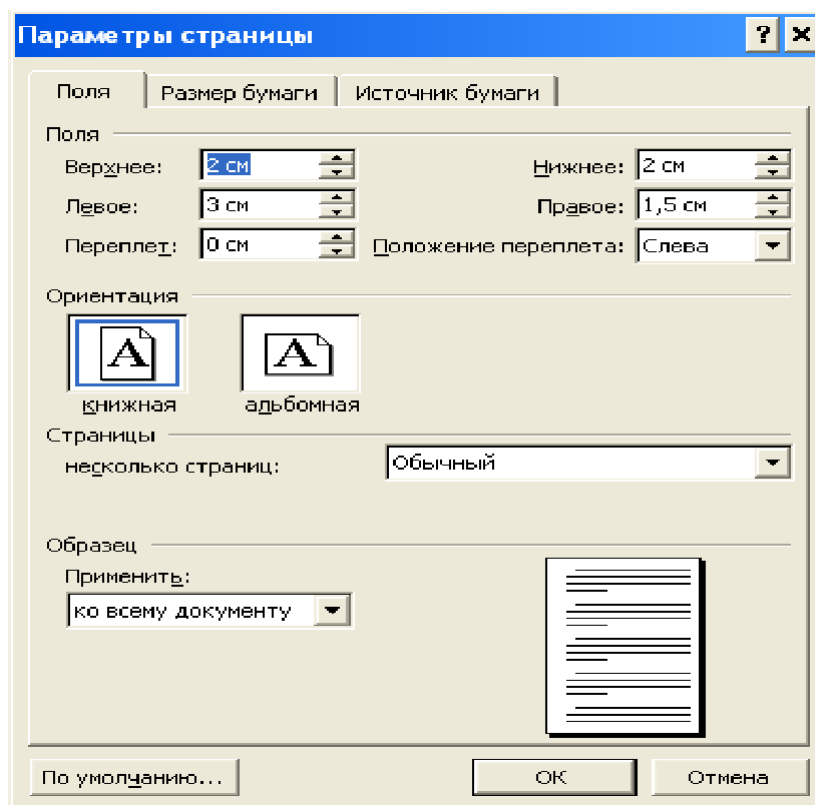 Параметры страницы ? ×
Поля Размер бумаги Источник бумаги
Поля
Верхнее: 2 см Нижнее: 2 см
Левое: 3 см Правое: 1,5 см
Переплет: 0 см Положение переплета: Слева
Ориентация
A A
книжная альбомная
Страницы
несколько страниц: Обычный
Образец
Применить:
ко всему документу
По умолчанию... ОК Отмена